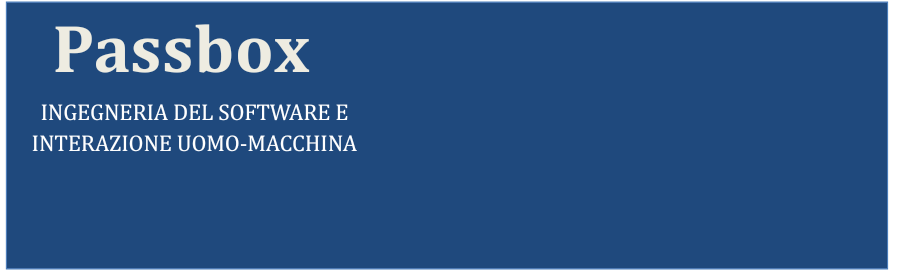 Passbox
INGEGNERIA DEL SOFTWARE E
INTERAZIONE UOMO-MACCHINA